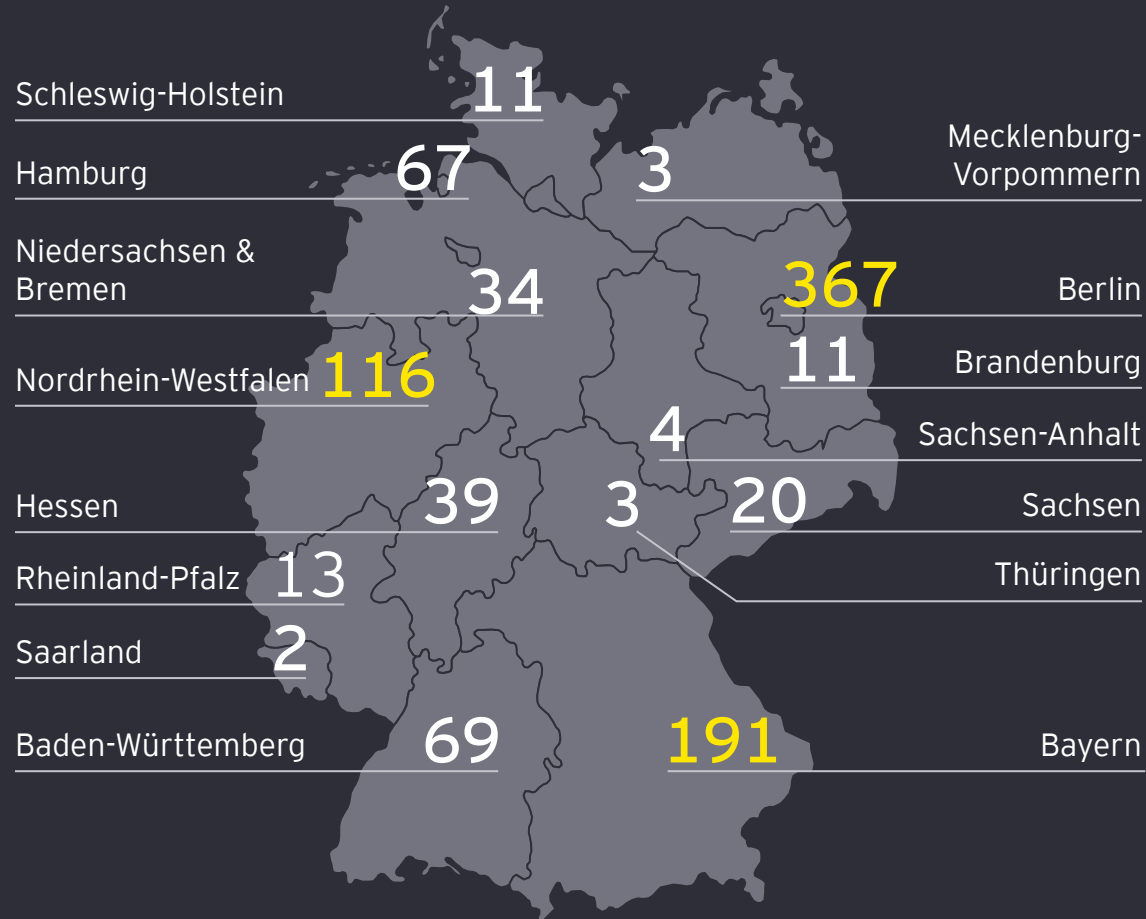 Schleswig-Holstein 11
Hamburg 67
3 Mecklenburg-
Vorpommern
Niedersachsen &
Bremen 34
367 Berlin
Nordrhein-Westfalen 116
11 Brandenburg
4 Sachsen-Anhalt
Hessen 39
3
20 Sachsen
Thüringen
Rheinland-Pfalz 13
Saarland 2
Baden-Württemberg 69
191 Bayern